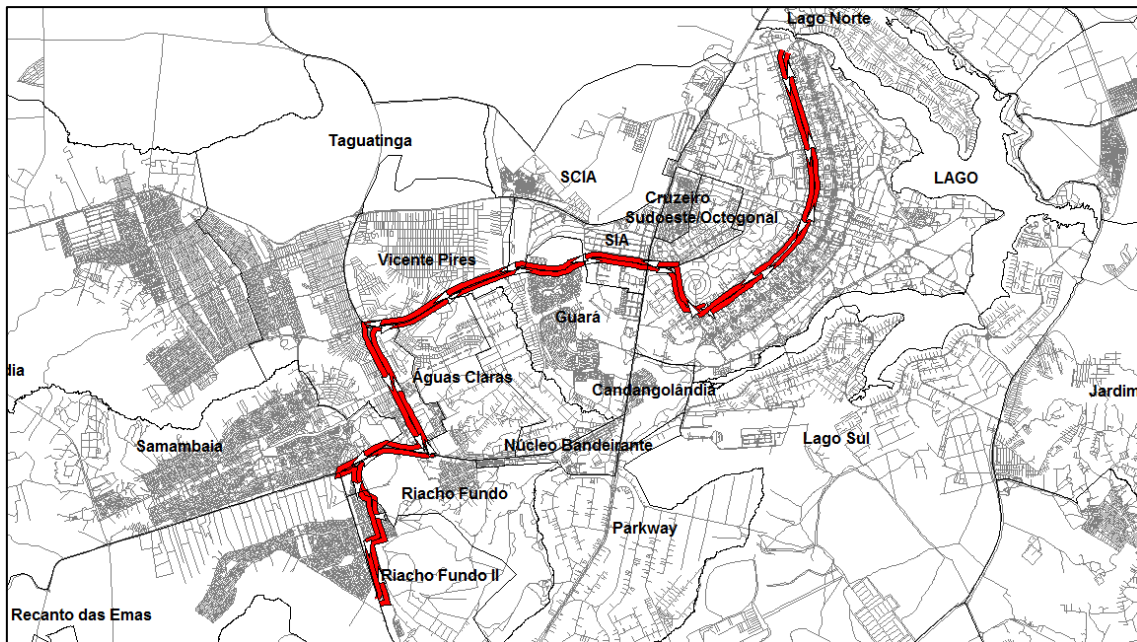 Lago Norte
Taguatinga
SCIA
LAGO
Cruzeiro
Sudoeste/Octogonal
SIA
Vicente Pires
Guará
dia
Águas Claras
Candangolândia
Jardim
Samambaia
Núcleo Bandeirante
Lago Sul
Riacho Fundo
Parkway
Riacho Fundo II
Recanto das Emas